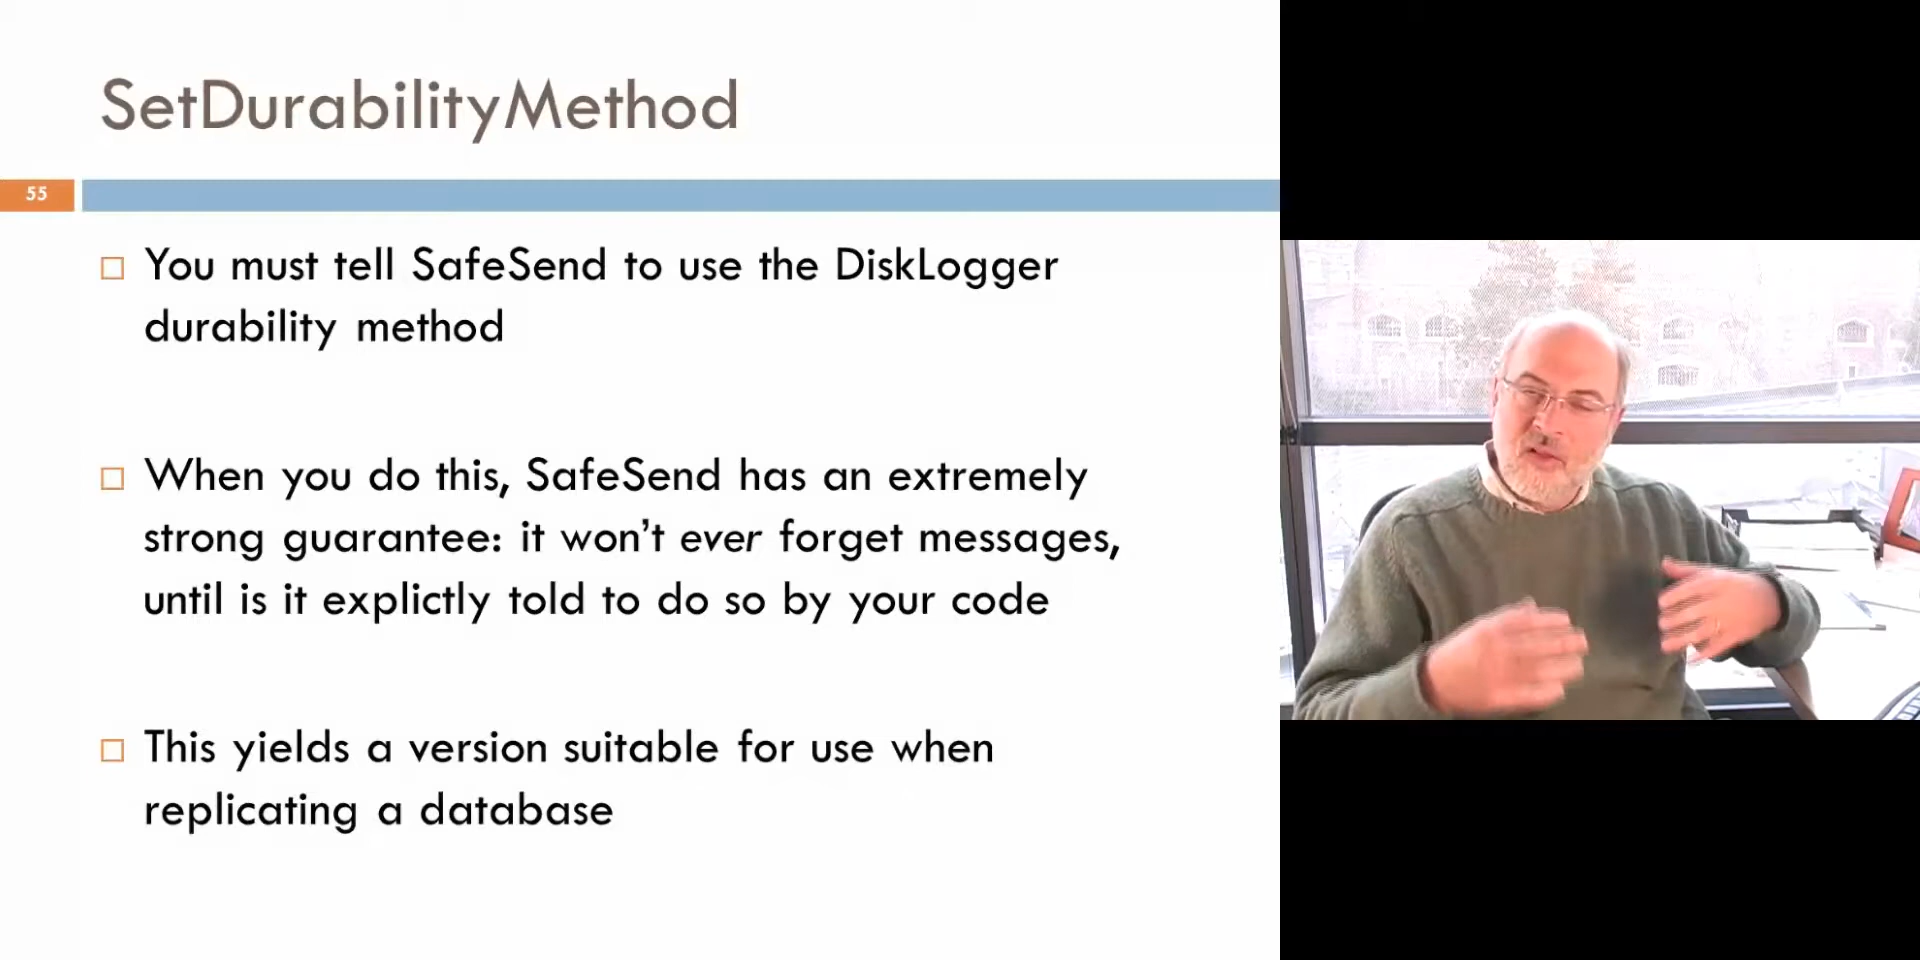 SetDurabilityMethod
55
You must tell SafeSend to use the DiskLogger
durability method
When you do this, SafeSend has an extremely
strong guarantee: it won't ever forget messages,
until is it explictly told to do so by your code
This yields a version suitable for use when
replicating a database